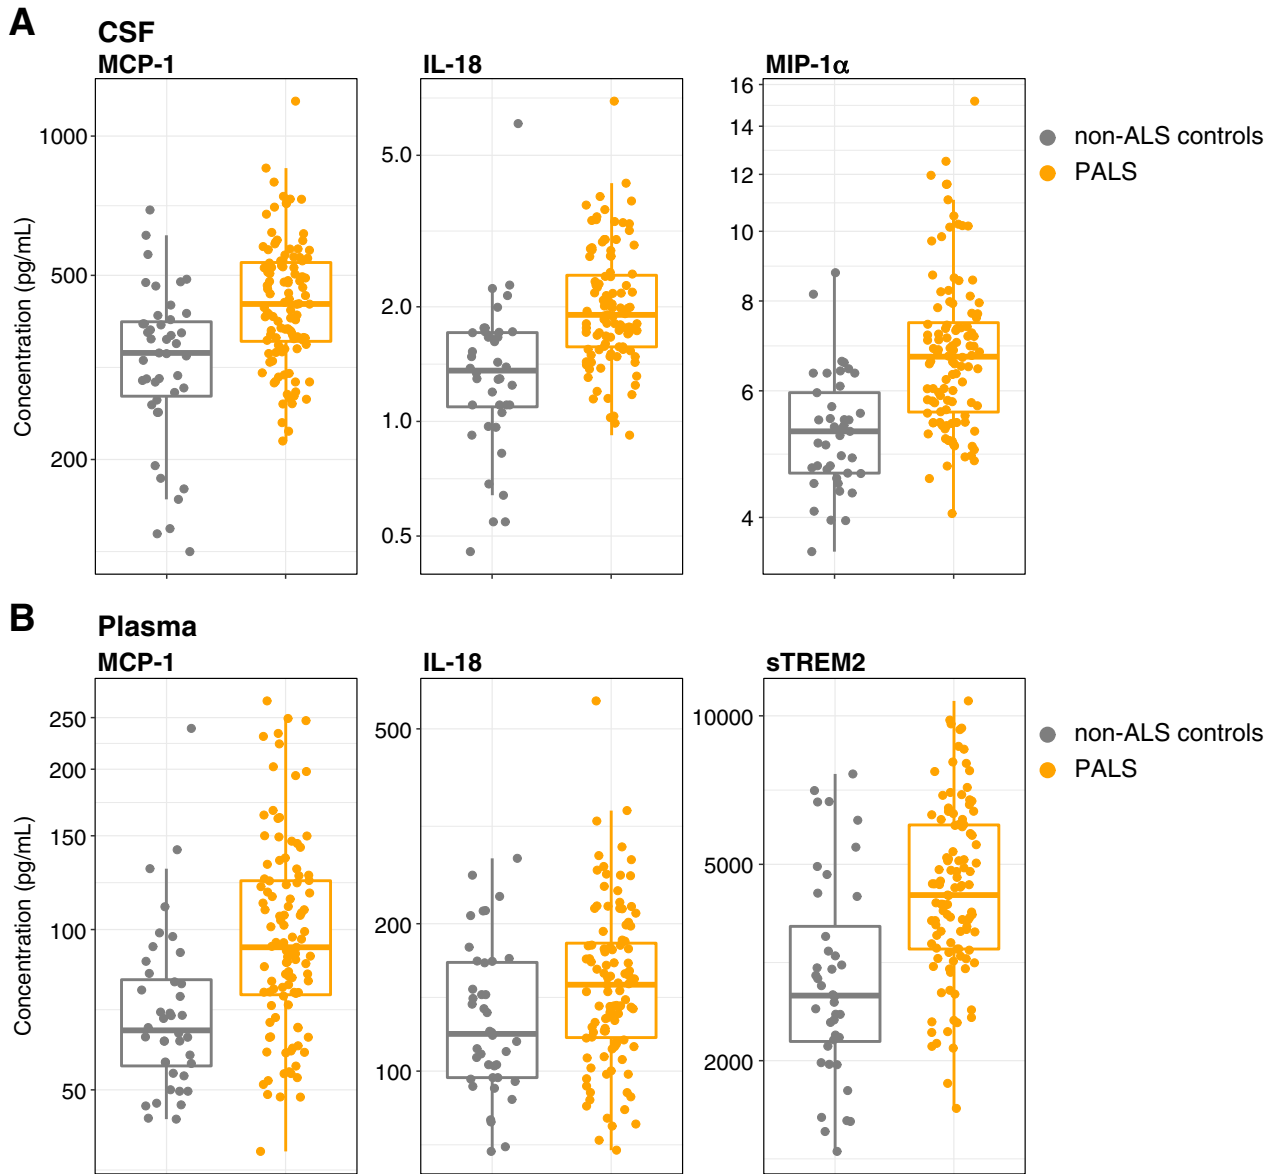 A
CSF
MCP-1
IL-18
MIP-1α
Concentration (pg/mL)
1000
500
200
5.0
2.0
1.0
0.5
16
14
12
10
8
6
4
non-ALS controls
PALS
B
Plasma
MCP-1
IL-18
sTREM2
Concentration (pg/mL)
250
200
150
100
50
500
200
100
10000
5000
2000
non-ALS controls
PALS